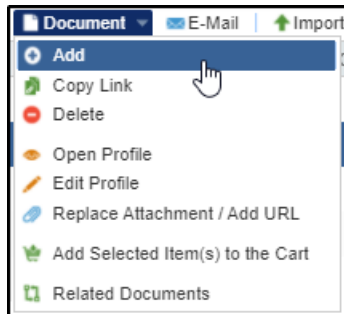 Document E-Mail Import
Add
Copy Link
Delete
Open Profile
Edit Profile
Replace Attachment / Add URL
Add Selected Item(s) to the Cart
Related Documents